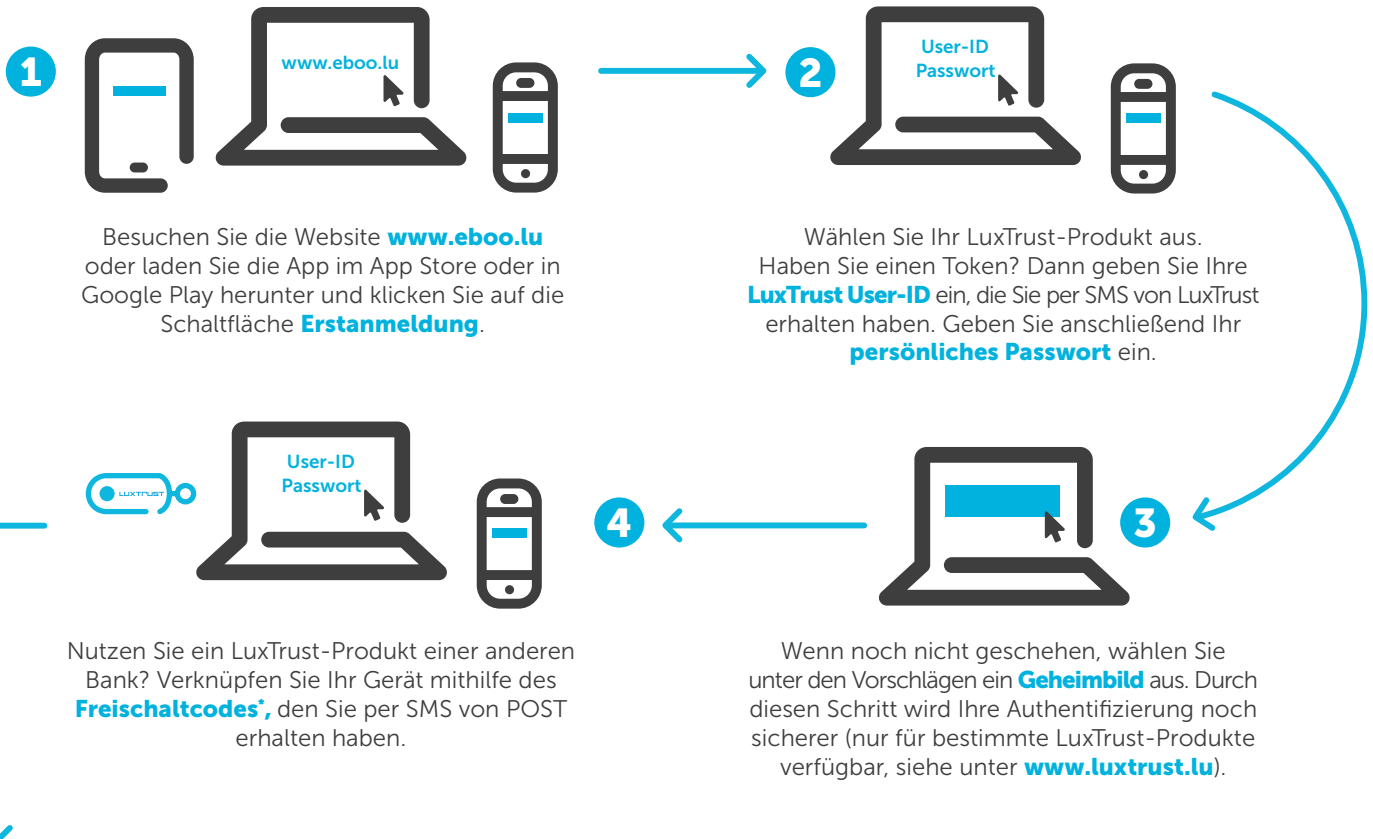 1
www.eboo.lu
Besuchen Sie die Website www.eboo.lu
oder laden Sie die App im App Store oder in
Google Play herunter und klicken Sie auf die
Schaltfläche Erstanmeldung.
2
User-ID
Passwort
Wählen Sie Ihr LuxTrust-Produkt aus.
Haben Sie einen Token? Dann geben Sie Ihre
LuxTrust User-ID ein, die Sie per SMS von LuxTrust
erhalten haben. Geben Sie anschließend Ihr
persönliches Passwort ein.
3
Wenn noch nicht geschehen, wählen Sie
unter den Vorschlägen ein Geheimbild aus. Durch
diesen Schritt wird Ihre Authentifizierung noch
sicherer (nur für bestimmte LuxTrust-Produkte
verfügbar, siehe unter www.luxtrust.lu).
4
LUXTRUST
User-ID
Passwort
Nutzen Sie ein LuxTrust-Produkt einer anderen
Bank? Verknüpfen Sie Ihr Gerät mithilfe des
Freischaltcodes*, den Sie per SMS von POST
erhalten haben.